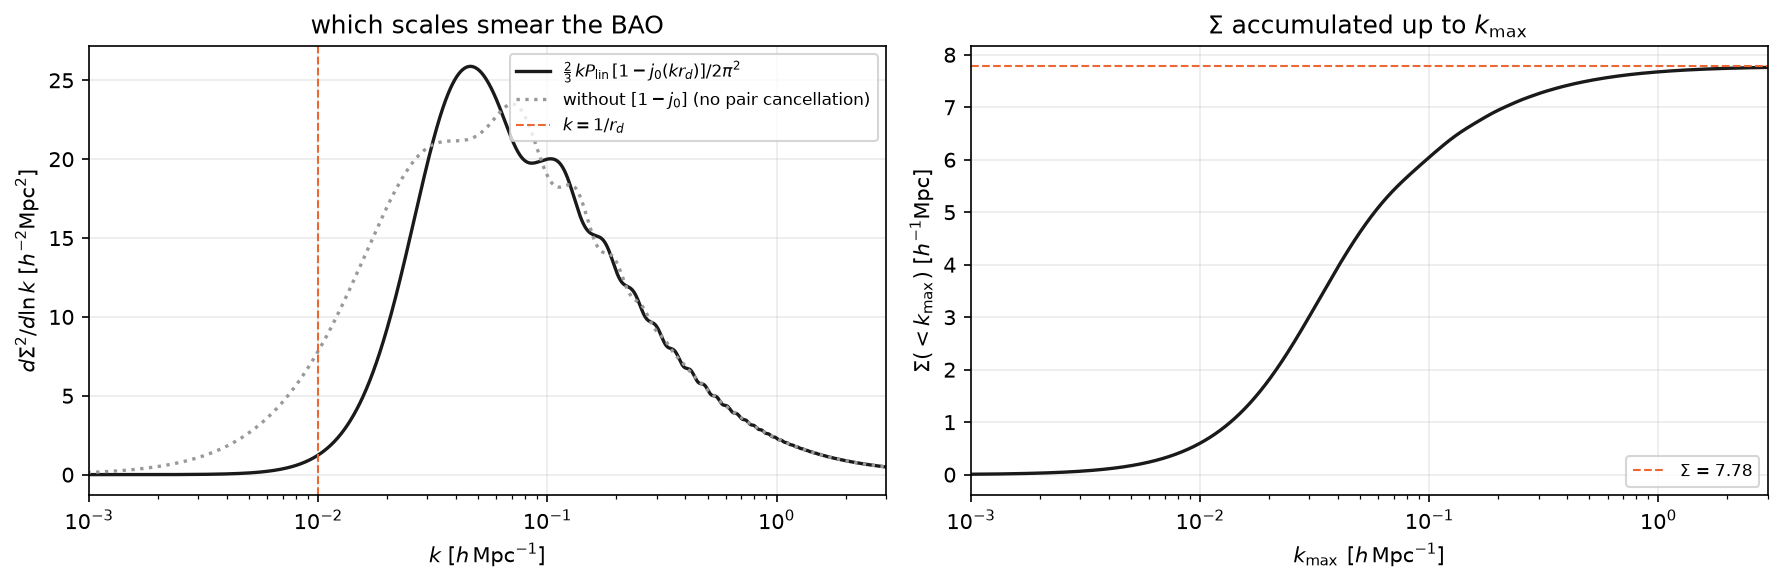 which scales smear the BAO
dΣ²/d ln k [h⁻²Mpc²]
25
20
15
10
5
0
2/3 kP_lin [1 − j₀(kr_d)]/2π²
without [1 − j₀] (no pair cancellation)
k = 1/r_d
10⁻³ 10⁻² 10⁻¹ 10⁰
k [h Mpc⁻¹]
Σ accumulated up to k_max
Σ(< k_max) [h⁻¹Mpc]
8
7
6
5
4
3
2
1
0
Σ = 7.78
10⁻³ 10⁻² 10⁻¹ 10⁰
k_max [h Mpc⁻¹]